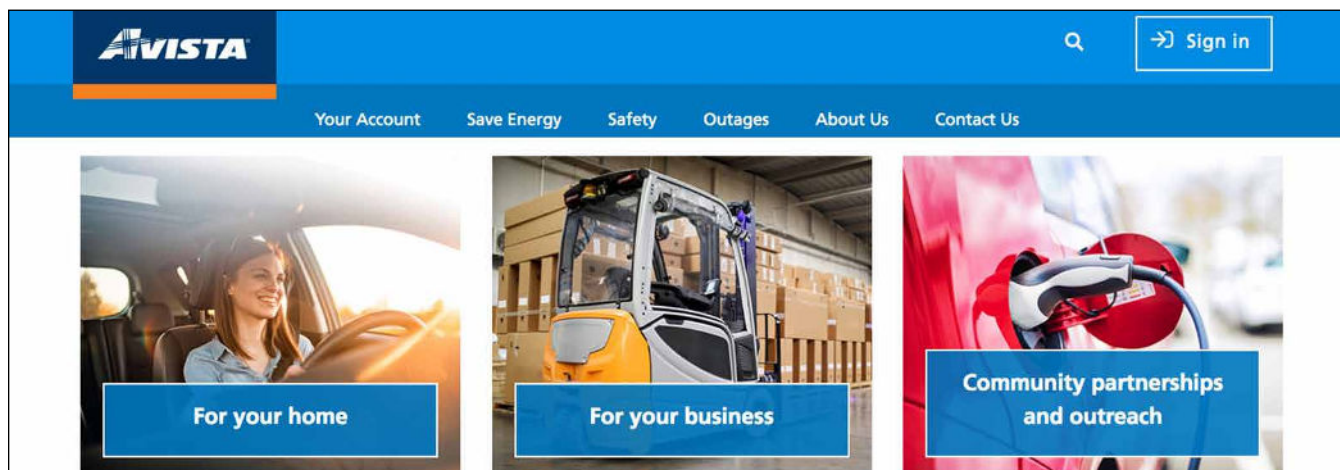 AVISTA
Sign in
Your Account Save Energy Safety Outages About Us Contact Us
For your home
For your business
Community partnerships
and outreach